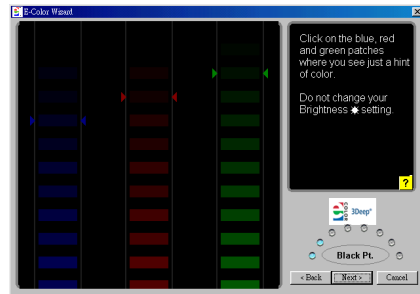 E-Color Wizard
Click on the blue, red
and green patches
where you see just a hint
of color.
Do not change your
Brightness ✸ setting.
?
3Deep
Black Pt.
< Back
Next >
Cancel